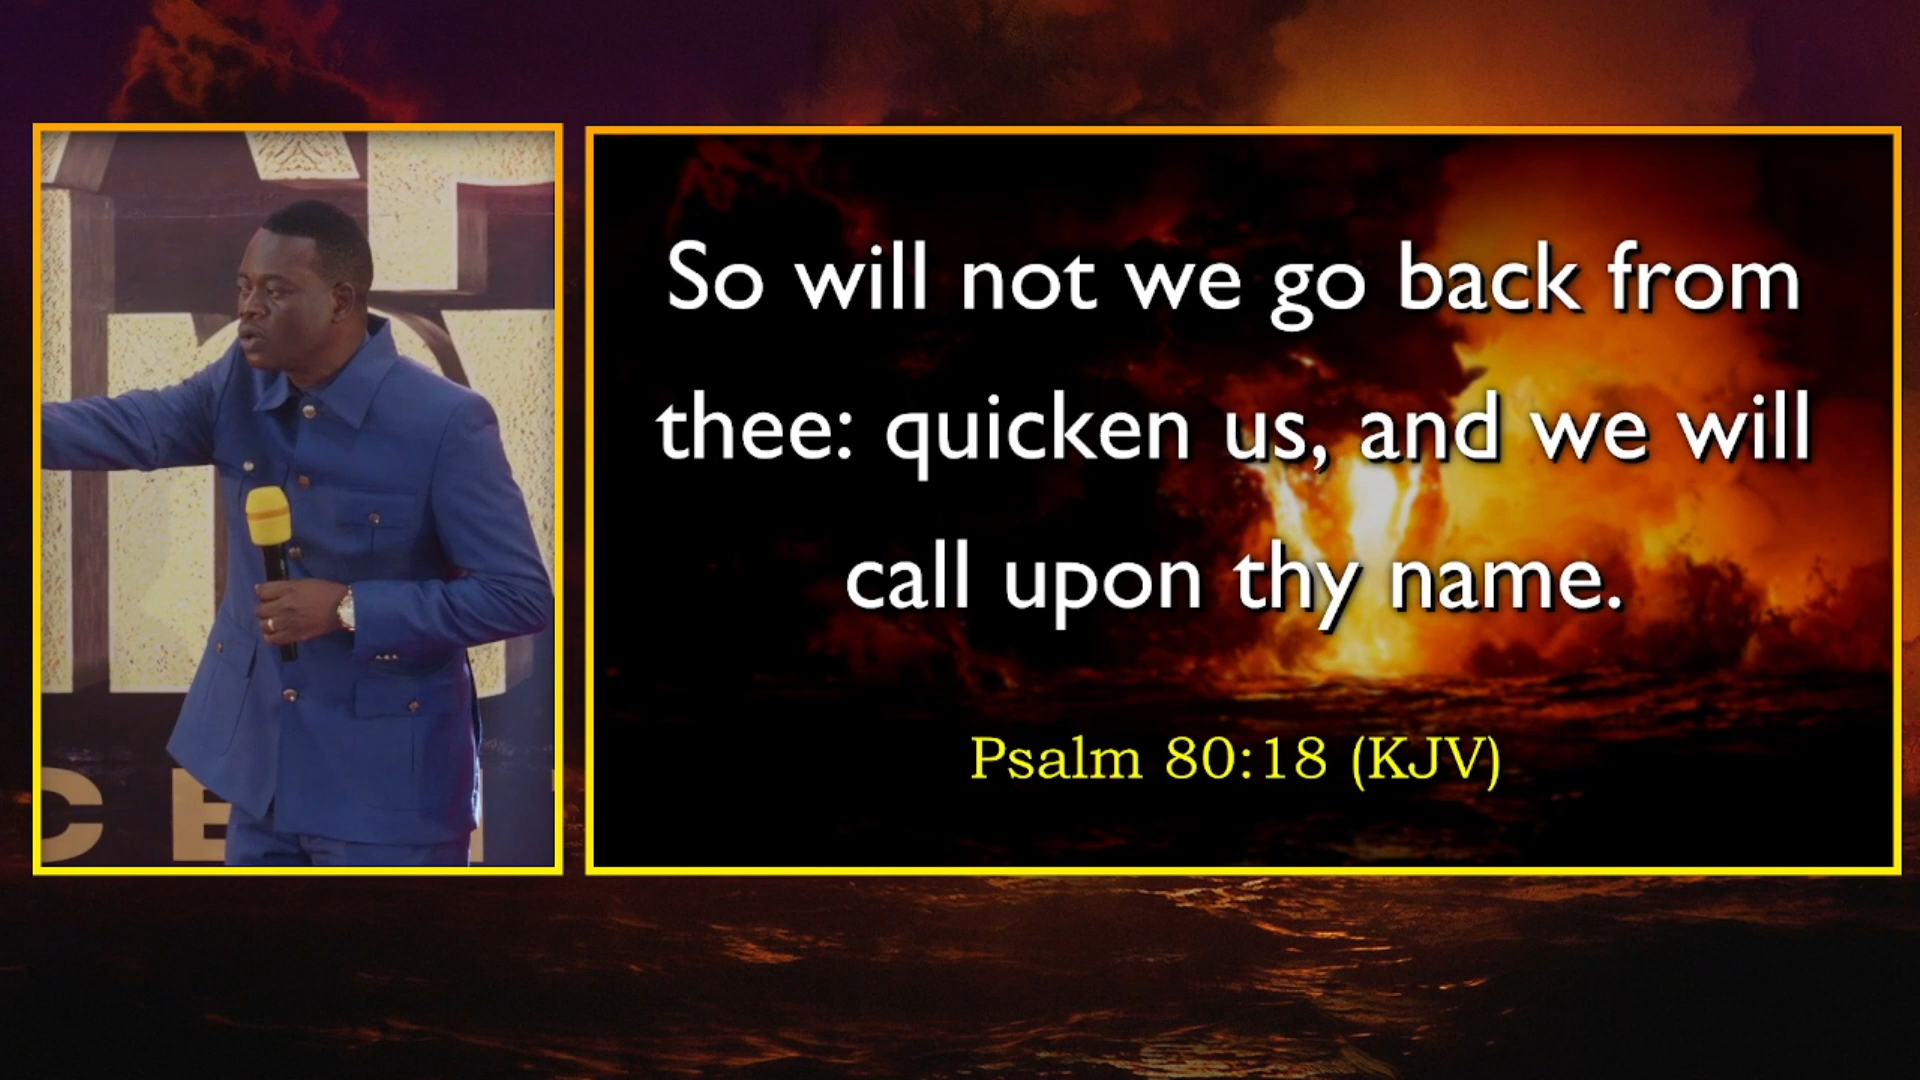 So will not we go back from
thee: quicken us, and we will
call upon thy name.
Psalm 80:18 (KJV)